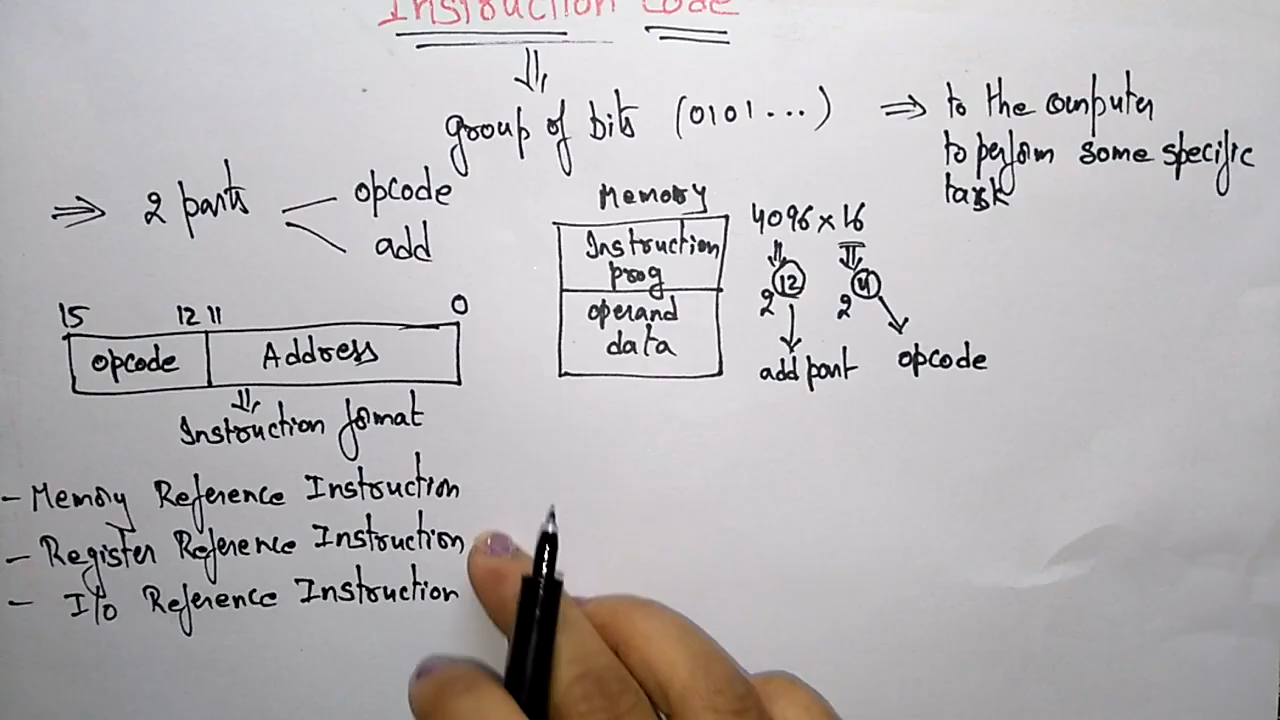 Instruction Code
⇓
group of bits (0101...) ⇒ to the computer
to perform some specific
task
⇒ 2 parts
opcode
add
Memory
Instruction
prog
operand
data
4096 x 16
⇓ ⇓
2^12 2^4
add part opcode
15 12 11 0
opcode Address
⇓
Instruction format
- Memory Reference Instruction
- Register Reference Instruction
- I/o Reference Instruction